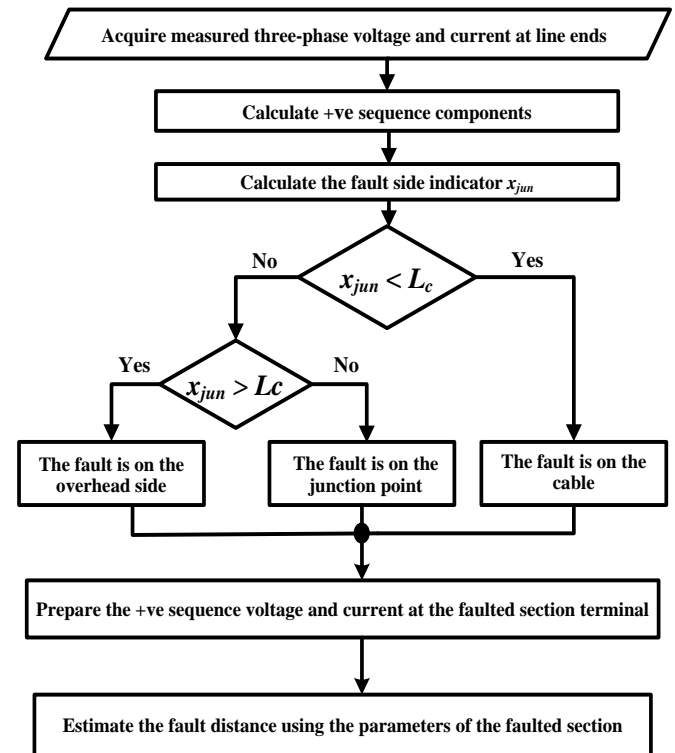 Acquire measured three-phase voltage and current at line ends
Calculate +ve sequence components
Calculate the fault side indicator xjun
No
Yes
xjun < Lc
Yes
No
xjun > Lc
The fault is on the
overhead side
The fault is on the
junction point
The fault is on the
cable
Prepare the +ve sequence voltage and current at the faulted section terminal
Estimate the fault distance using the parameters of the faulted section